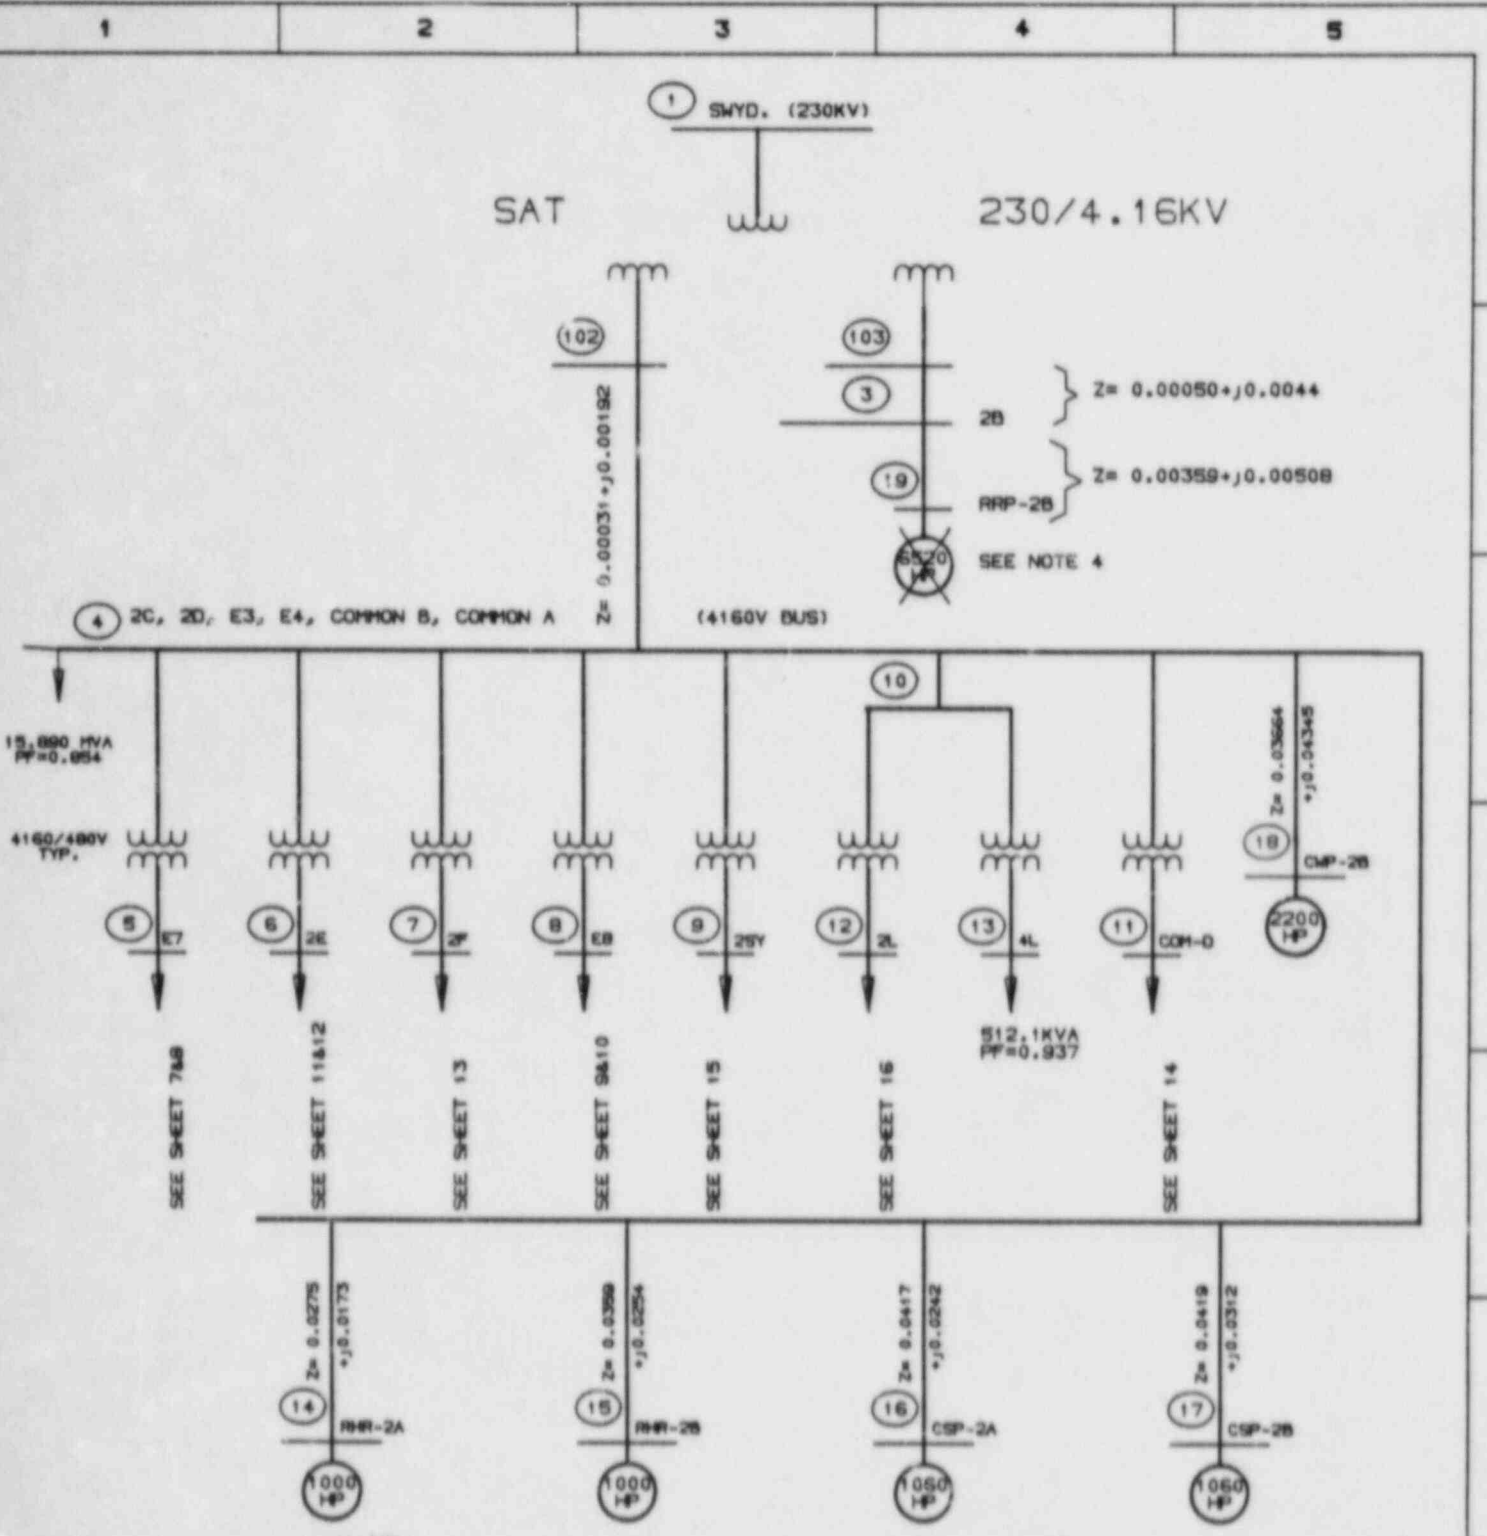 1 2 3 4 5
1 SWYD. (230KV)
SAT 230/4.16KV
102
103
3
2B
Z= 0.00050+j0.0044
Z= 0.00031+j0.00192
19
RRP-2B
Z= 0.00359+j0.00508
6520
HP
SEE NOTE 4
4 2C, 2D, E3, E4, COMMON B, COMMON A (4160V BUS)
10
15.890 MVA
PF=0.854
Z= 0.03664
+j0.04345
4160/480V
TYP.
18 CWP-2B
2200
HP
5 E7
6 2E
7 2F
8 E8
9 2SY
12 2L
13 4L
11 COM-D
512.1KVA
PF=0.937
SEE SHEET 7&8
SEE SHEET 11&12
SEE SHEET 13
SEE SHEET 9&10
SEE SHEET 15
SEE SHEET 16
SEE SHEET 14
Z= 0.0275
+j0.0173
Z= 0.0359
+j0.0254
Z= 0.0417
+j0.0242
Z= 0.0419
+j0.0312
14 RHR-2A
15 RHR-2B
16 CSP-2A
17 CSP-2B
1000
HP
1000
HP
1060
HP
1060
HP